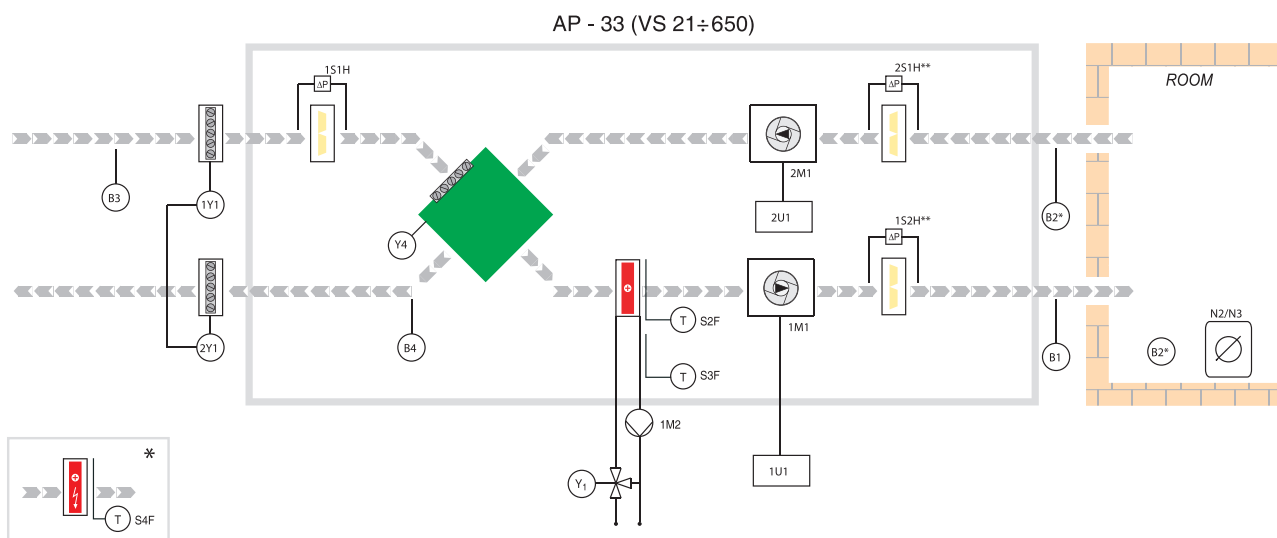 AP - 33 (VS 21÷650)
1S1H
ΔP
2S1H**
ΔP
ROOM
B3
1Y1
2M1
2U1
B2*
Y4
1S2H**
ΔP
2Y1
B4
T S2F
1M1
B1
B2*
N2/N3
T S3F
1M2
1U1
Y1
*
T S4F